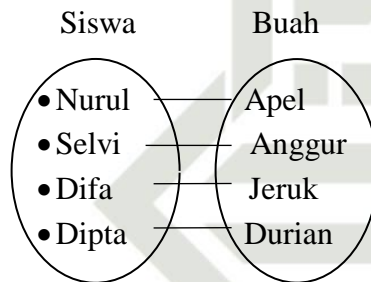 Siswa Buah
• Nurul Apel
• Selvi Anggur
• Difa Jeruk
• Dipta Durian